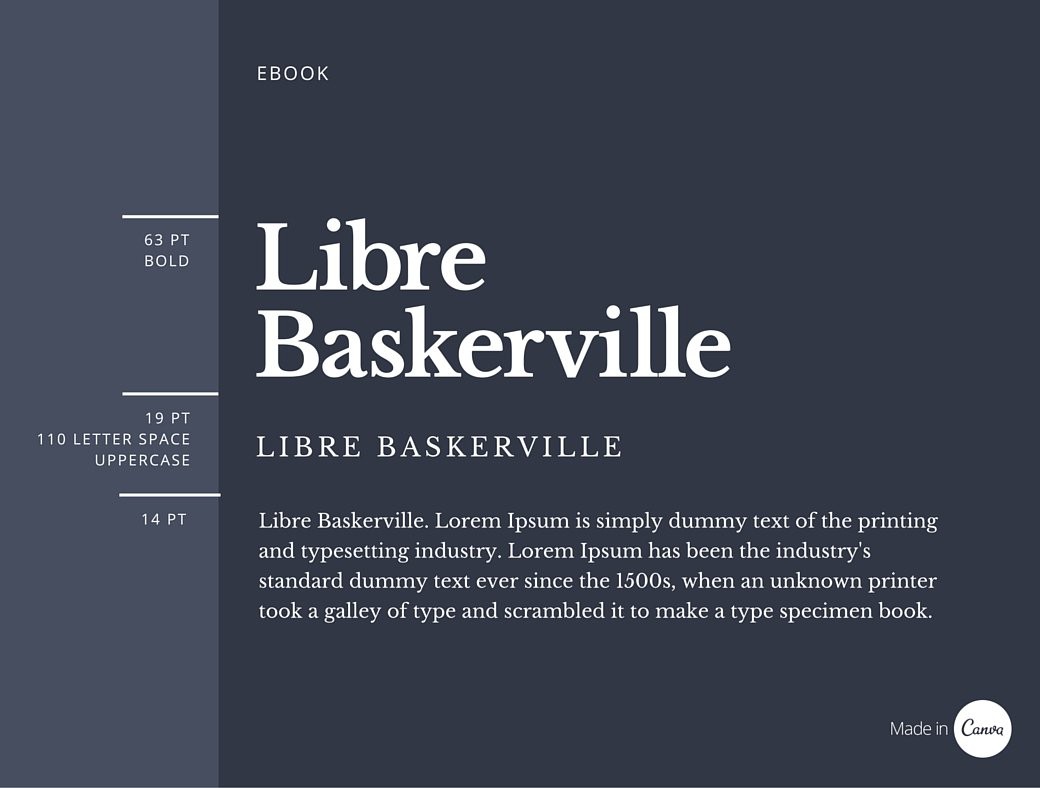 EBOOK
63 PT
BOLD
Libre
Baskerville
19 PT
110 LETTER SPACE
UPPERCASE
LIBRE BASKERVILLE
14 PT
Libre Baskerville. Lorem Ipsum is simply dummy text of the printing
and typesetting industry. Lorem Ipsum has been the industry's
standard dummy text ever since the 1500s, when an unknown printer
took a galley of type and scrambled it to make a type specimen book.
Made in Canva